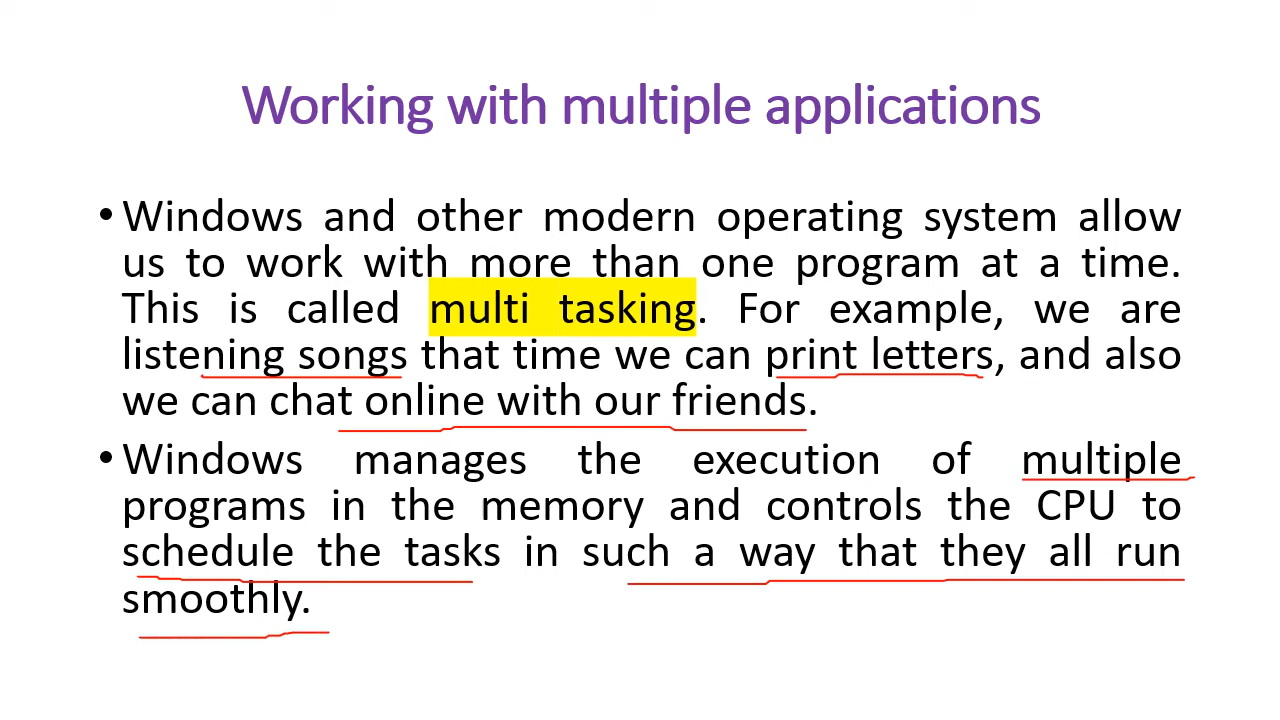 Working with multiple applications
• Windows and other modern operating system allow
us to work with more than one program at a time.
This is called multi tasking. For example, we are
listening songs that time we can print letters, and also
we can chat online with our friends.
• Windows manages the execution of multiple
programs in the memory and controls the CPU to
schedule the tasks in such a way that they all run
smoothly.